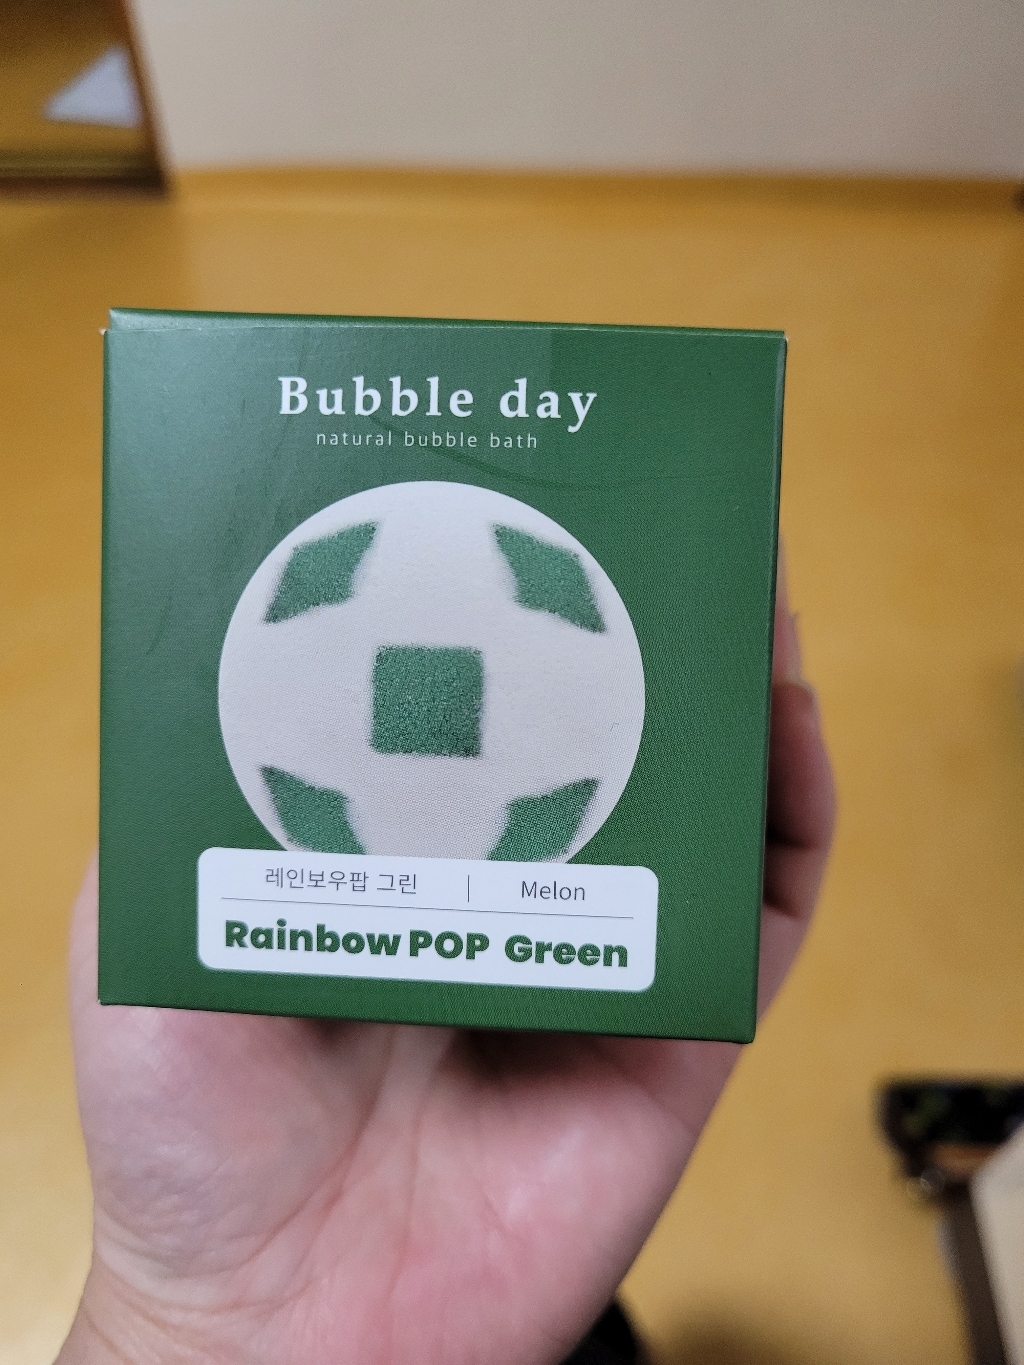 Bubble day
natural bubble bath
레인보우팝 그린 | Melon
Rainbow POP Green